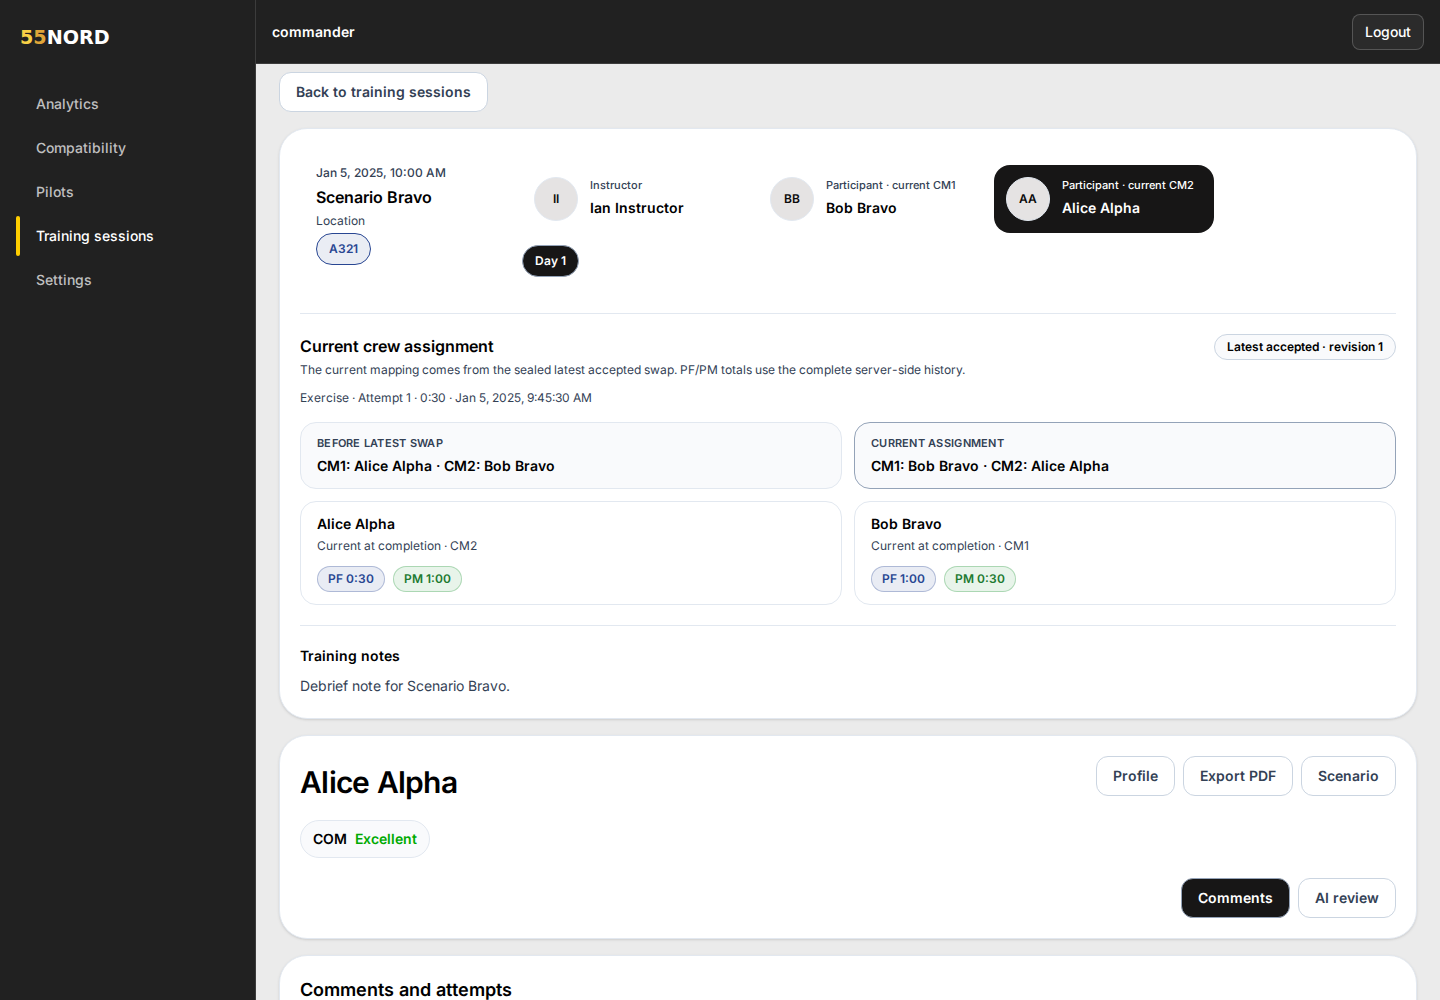 55NORD
commander
Logout
Analytics
Compatibility
Pilots
Training sessions
Settings
Back to training sessions
Jan 5, 2025, 10:00 AM
Scenario Bravo
Location
A321
II
Instructor
Ian Instructor
BB
Participant · current CM1
Bob Bravo
AA
Participant · current CM2
Alice Alpha
Day 1
Current crew assignment
Latest accepted · revision 1
The current mapping comes from the sealed latest accepted swap. PF/PM totals use the complete server-side history.
Exercise · Attempt 1 · 0:30 · Jan 5, 2025, 9:45:30 AM
BEFORE LATEST SWAP
CM1: Alice Alpha · CM2: Bob Bravo
CURRENT ASSIGNMENT
CM1: Bob Bravo · CM2: Alice Alpha
Alice Alpha
Current at completion · CM2
PF 0:30
PM 1:00
Bob Bravo
Current at completion · CM1
PF 1:00
PM 0:30
Training notes
Debrief note for Scenario Bravo.
Alice Alpha
Profile
Export PDF
Scenario
COM Excellent
Comments
AI review
Comments and attempts